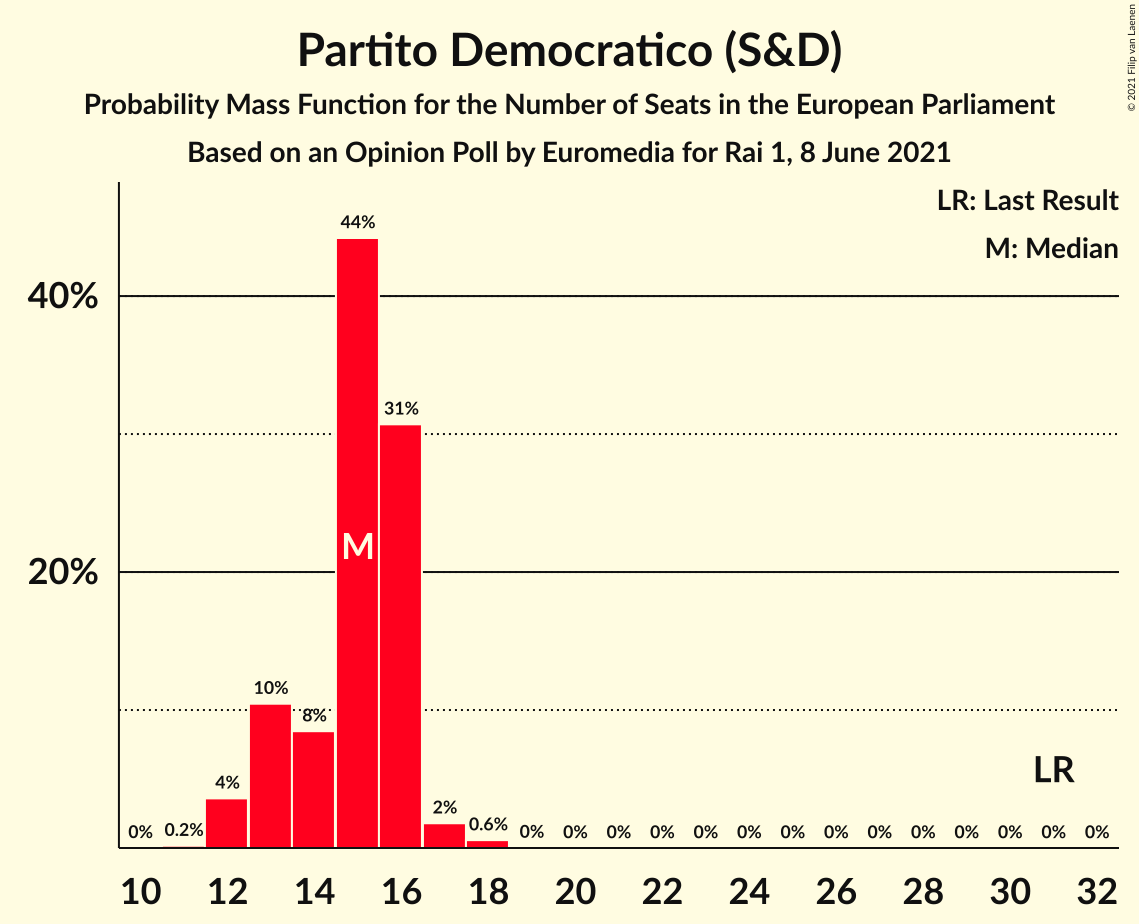 Partito Democratico (S&D)
Probability Mass Function for the Number of Seats in the European Parliament
Based on an Opinion Poll by Euromedia for Rai 1, 8 June 2021
© 2021 Filip van Laenen
LR: Last Result
M: Median
40%
20%
0%
0.2%
4%
10%
8%
44%
M
31%
2%
0.6%
0%
0%
0%
0%
0%
0%
0%
0%
0%
0%
0%
0%
0%
0%
LR
10 12 14 16 18 20 22 24 26 28 30 32